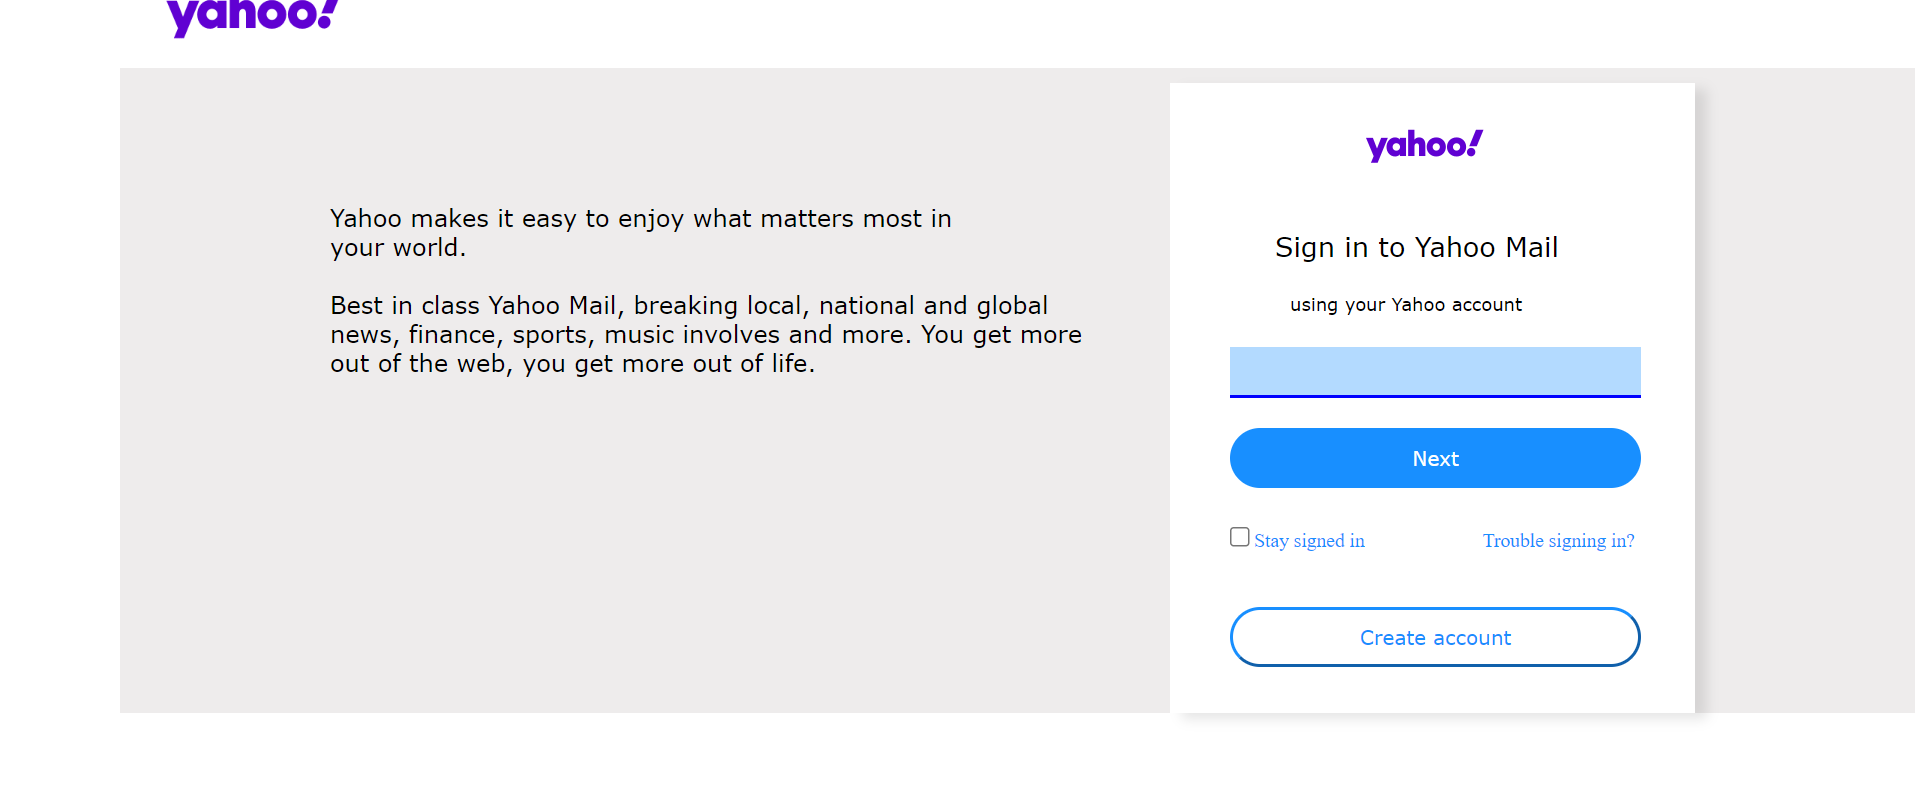 yahoo!
Yahoo makes it easy to enjoy what matters most in
your world.
Best in class Yahoo Mail, breaking local, national and global
news, finance, sports, music involves and more. You get more
out of the web, you get more out of life.
yahoo!
Sign in to Yahoo Mail
using your Yahoo account
Next
Stay signed in
Trouble signing in?
Create account